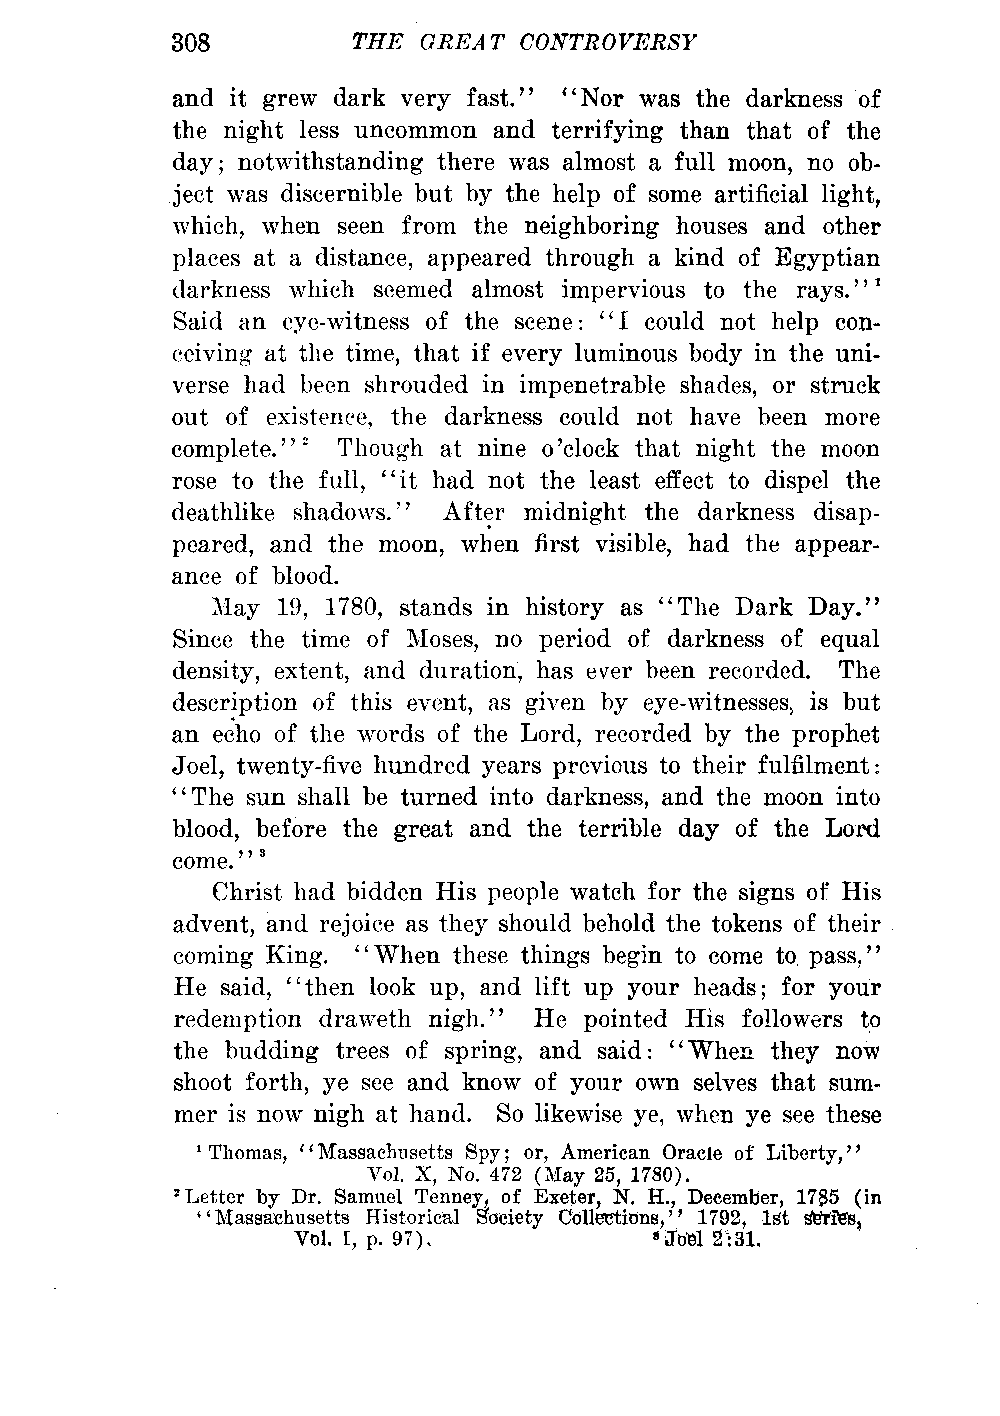 308 THE GREAT CONTROVERSY
and it grew dark very fast.'' ''Nor was the darkness of
the night less uncommon and terrifying than that of the
day; notwithstanding there was almost a full moon, no ob-
ject was discernible but by the help of some artificial light,
which, when seen from the neighboring houses and other
places at a distance, appeared through a kind of Egyptian
darkness which seemed almost impervious to the rays.''¹
Said an eye-witness of the scene: ''I could not help con-
ceiving at the time, that if every luminous body in the uni-
verse had been shrouded in impenetrable shades, or struck
out of existence, the darkness could not have been more
complete.''² Though at nine o'clock that night the moon
rose to the full, ''it had not the least effect to dispel the
deathlike shadows.'' After midnight the darkness disap-
peared, and the moon, when first visible, had the appear-
ance of blood.
May 19, 1780, stands in history as ''The Dark Day.''
Since the time of Moses, no period of darkness of equal
density, extent, and duration, has ever been recorded. The
description of this event, as given by eye-witnesses, is but
an echo of the words of the Lord, recorded by the prophet
Joel, twenty-five hundred years previous to their fulfilment:
''The sun shall be turned into darkness, and the moon into
blood, before the great and the terrible day of the Lord
come.''³
Christ had bidden His people watch for the signs of His
advent, and rejoice as they should behold the tokens of their
coming King. ''When these things begin to come to pass,''
He said, ''then look up, and lift up your heads; for your
redemption draweth nigh.'' He pointed His followers to
the budding trees of spring, and said: ''When they now
shoot forth, ye see and know of your own selves that sum-
mer is now nigh at hand. So likewise ye, when ye see these
¹ Thomas, ''Massachusetts Spy; or, American Oracle of Liberty,''
Vol. X, No. 472 (May 25, 1780).
² Letter by Dr. Samuel Tenney, of Exeter, N. H., December, 1785 (in
''Massachusetts Historical Society Collections,'' 1792, 1st series,
Vol. I, p. 97). ³ Joel 2:31.